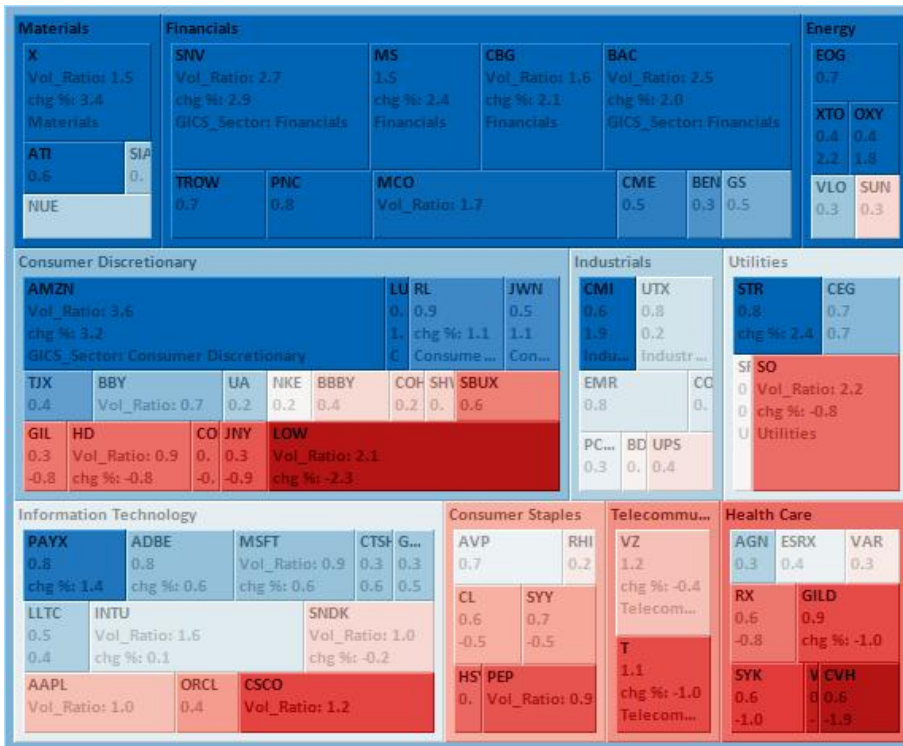 Materials
X
Vol_Ratio: 1.5
chg %: 3.4
Materials
ATI
0.6
SIA
0.
NUE
Financials
SNV
Vol_Ratio: 2.7
chg %: 2.9
GICS_Sector: Financials
MS
1.5
chg %: 2.4
Financials
CBG
Vol_Ratio: 1.6
chg %: 2.1
Financials
BAC
Vol_Ratio: 2.5
chg %: 2.0
GICS_Sector: Financials
TROW
0.7
PNC
0.8
MCO
Vol_Ratio: 1.7
CME
0.5
BEN
0.3
GS
0.5
Energy
EOG
0.7
XTO
0.4
2.2
OXY
0.4
1.8
VLO
0.3
SUN
0.3
Consumer Discretionary
AMZN
Vol_Ratio: 3.6
chg %: 3.2
GICS_Sector: Consumer Discretionary
LU
0.
1.
C
RL
0.9
chg %: 1.1
Consume ...
JWN
0.5
1.1
Con...
TJX
0.4
BBY
Vol_Ratio: 0.7
UA
0.2
NKE
0.2
BBBY
0.4
COH
0.2
0.
SBUX
0.6
GIL
0.3
-0.8
HD
Vol_Ratio: 0.9
chg %: -0.8
CO
0.
-0.
JNY
0.3
-0.9
LOW
Vol_Ratio: 2.1
chg %: -2.3
Industrials
CMI
0.6
1.9
Indu...
UTX
0.8
0.2
Industr...
EMR
0.8
CO
0.
PC...
0.3
BD
0.
UPS
0.4
Utilities
STR
0.8
chg %: 2.4
CEG
0.7
0.7
0
0
U
SO
Vol_Ratio: 2.2
chg %: -0.8
Utilities
Information Technology
PAYX
0.8
chg %: 1.4
ADBE
0.8
chg %: 0.6
MSFT
Vol_Ratio: 0.9
chg %: 0.6
CTSH
0.3
0.6
G...
0.3
0.5
LLTC
0.5
0.4
INTU
Vol_Ratio: 1.6
chg %: 0.1
SNDK
Vol_Ratio: 1.0
chg %: -0.2
AAPL
Vol_Ratio: 1.0
ORCL
0.4
CSCO
Vol_Ratio: 1.2
Consumer Staples
AVP
0.7
RHI
0.2
CL
0.6
-0.5
SYY
0.7
-0.5
0.
PEP
Vol_Ratio: 0.9
Telecommu...
VZ
1.2
chg %: -0.4
Telecom...
T
1.1
chg %: -1.0
Telecom...
Health Care
AGN
0.3
ESRX
0.4
VAR
0.3
RX
0.6
-0.8
GILD
0.9
chg %: -1.0
SYK
0.6
-1.0
CVH
0.6
-1.9